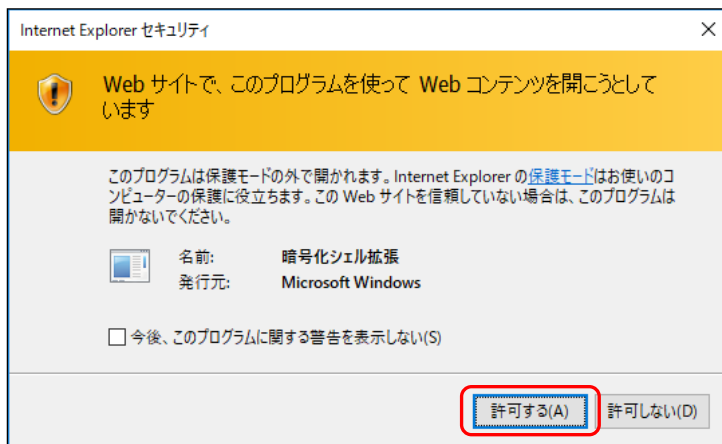 Internet Explorer セキュリティ
Web サイトで、このプログラムを使って Web コンテンツを開こうとして
います
このプログラムは保護モードの外で開かれます。Internet Explorer の保護モードはお使いのコ
ンピューターの保護に役立ちます。この Web サイトを信頼していない場合は、このプログラムは
開かないでください。
名前: 暗号化シェル拡張
発行元: Microsoft Windows
今後、このプログラムに関する警告を表示しない(S)
許可する(A) 許可しない(D)